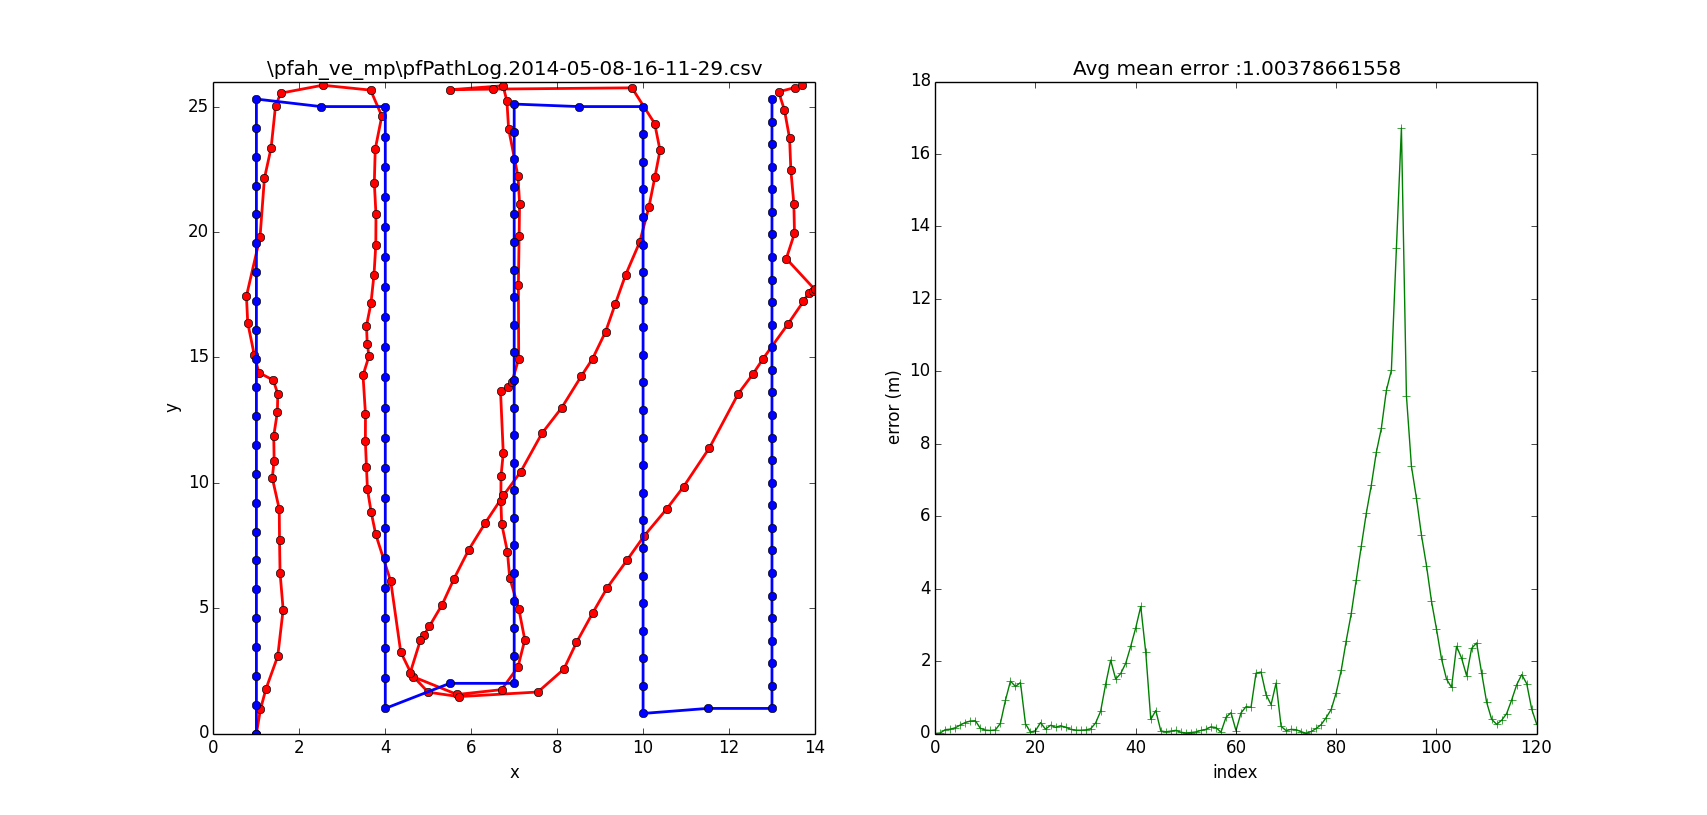 \pfah_ve_mp\pfPathLog.2014-05-08-16-11-29.csv
25
20
15
10
5
0
y
0 2 4 6 8 10 12 14
x
Avg mean error :1.00378661558
18
16
14
12
10
8
6
4
2
0
error (m)
0 20 40 60 80 100 120
index